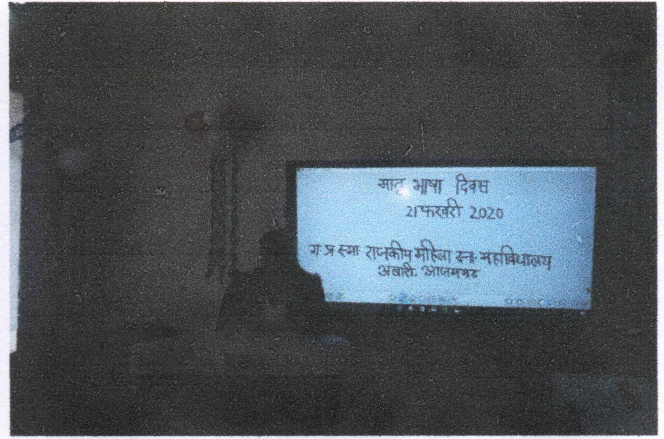 मातृ भाषा दिवस
21 फरवरी 2020
ग. प्र. स्मा. राजकीय महिला स्ना. महाविद्यालय
अंबारी. आजमगढ़